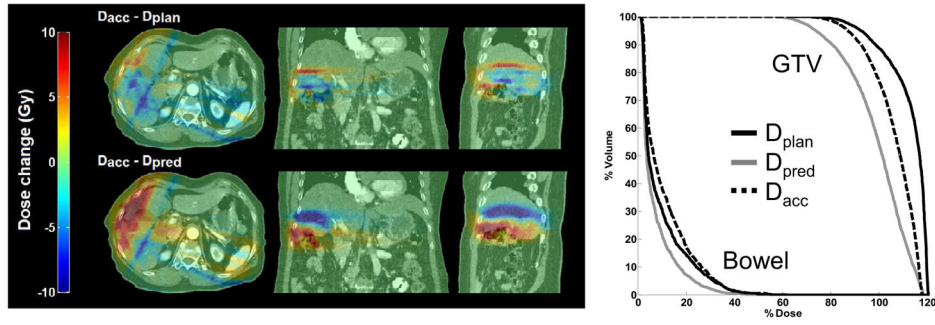 Dacc - Dplan
Dacc - Dpred
Dose change (Gy)
10
5
0
-5
-10
100
90
80
70
60
50
40
30
20
10
0
% Volume
GTV
Dplan
Dpred
Dacc
Bowel
0
20
40
60
80
100
120
% Dose